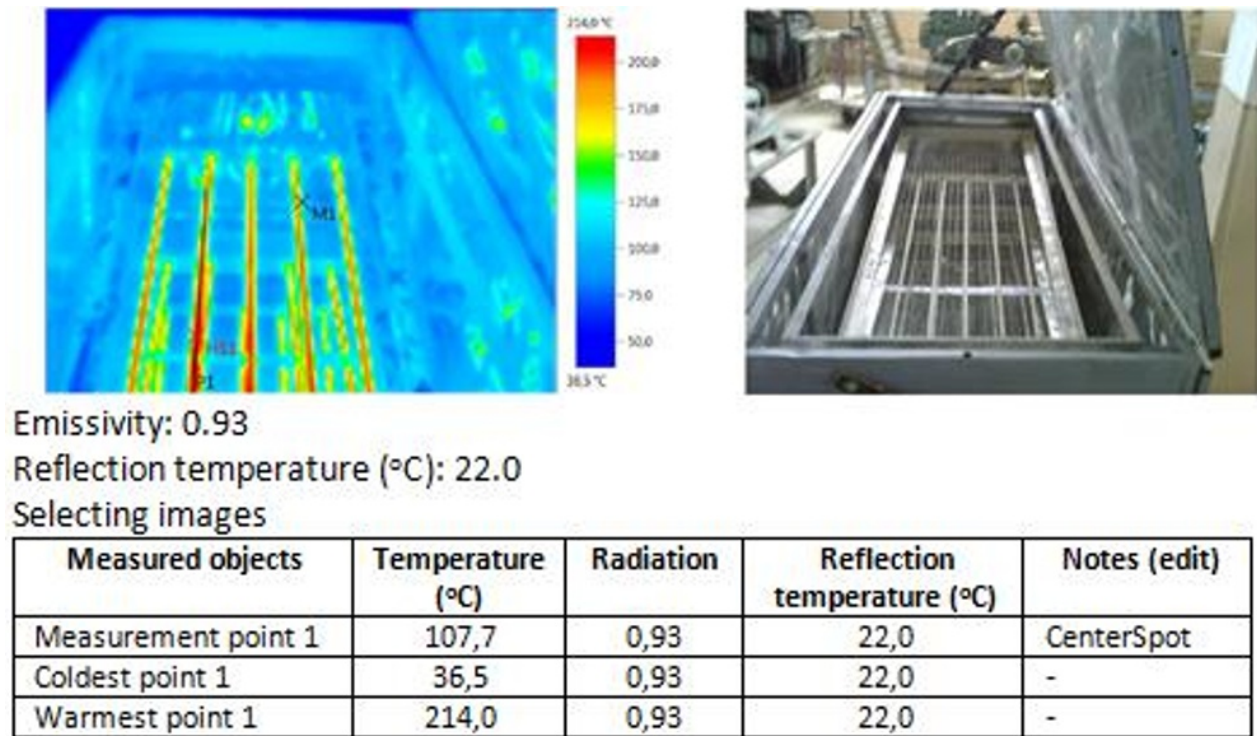 214,0 °C
200,0
175,0
150,0
125,0
100,0
75,0
50,0
36,5 °C
M1
HS1
P1
Emissivity: 0.93
Reflection temperature (°C): 22.0
Selecting images
Measured objects Temperature (°C) Radiation Reflection temperature (°C) Notes (edit)
Measurement point 1 107,7 0,93 22,0 CenterSpot
Coldest point 1 36,5 0,93 22,0 -
Warmest point 1 214,0 0,93 22,0 -